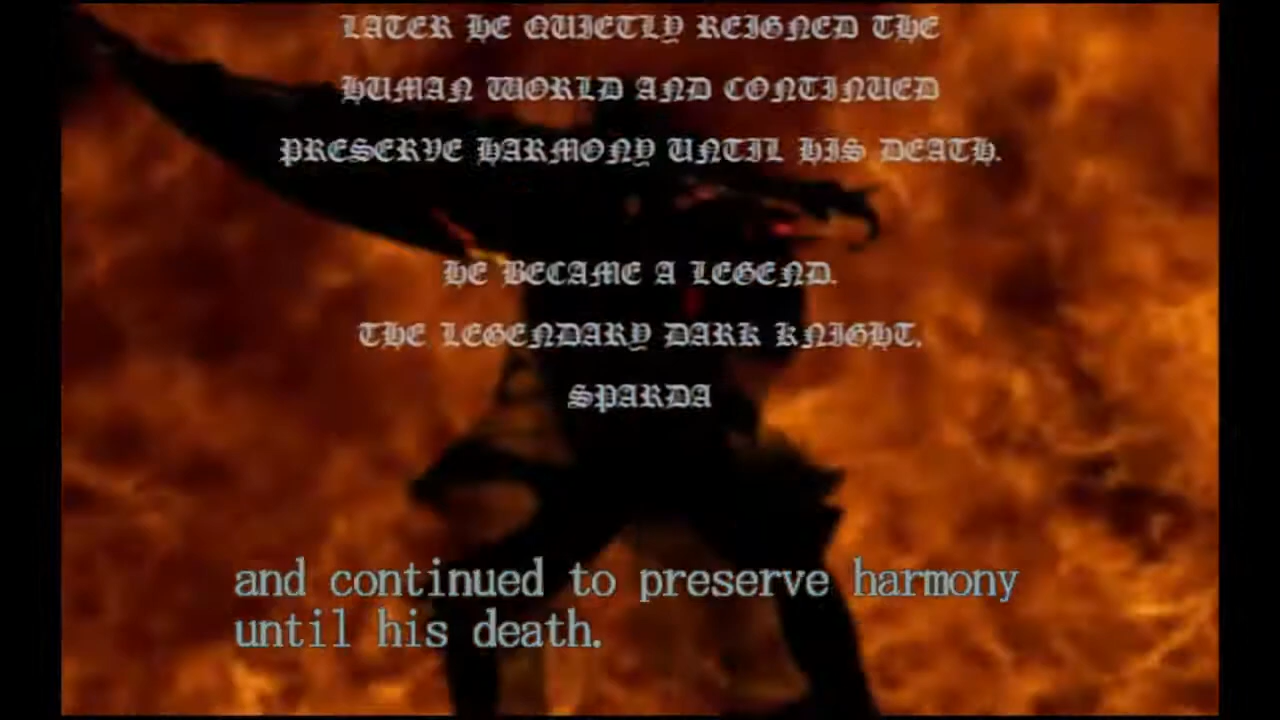 LATER HE QUIETLY REIGNED THE
HUMAN WORLD AND CONTINUED
PRESERVE HARMONY UNTIL HIS DEATH.
HE BECAME A LEGEND.
THE LEGENDARY DARK KNIGHT.
SPARDA
and continued to preserve harmony
until his death.